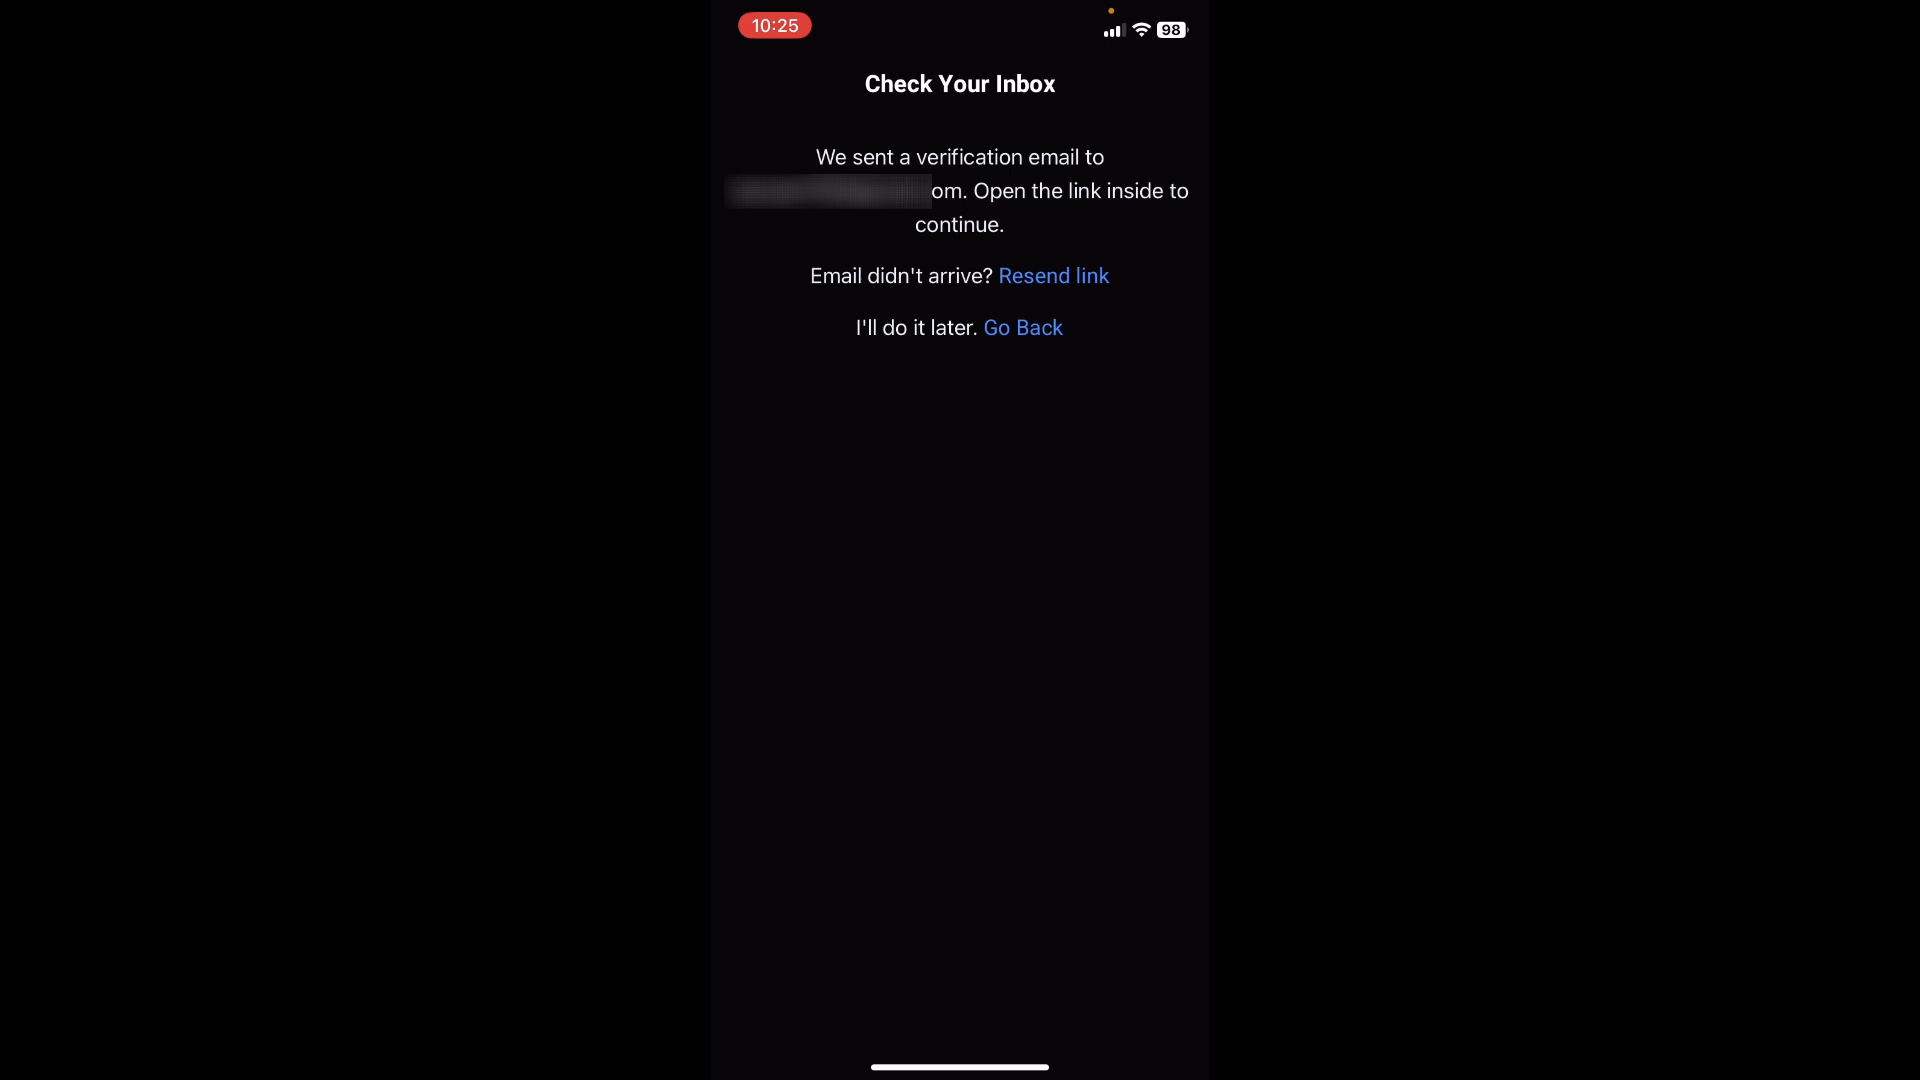 10:25
98
Check Your Inbox
We sent a verification email to
om. Open the link inside to
continue.
Email didn't arrive? Resend link
I'll do it later. Go Back